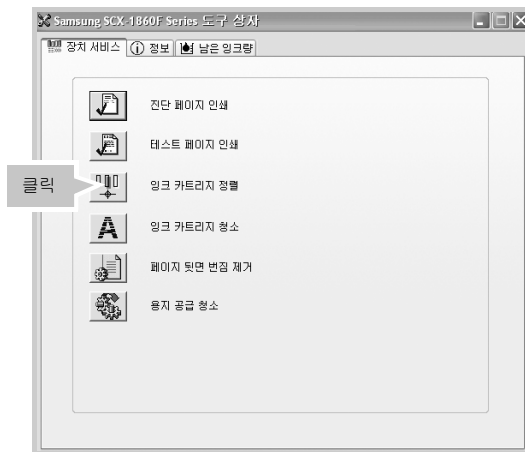 Samsung SCX-1860F Series 도구 상자
장치 서비스 정보 남은 잉크량
진단 페이지 인쇄
테스트 페이지 인쇄
클릭
잉크 카트리지 정렬
잉크 카트리지 청소
페이지 뒷면 번짐 제거
용지 공급 청소